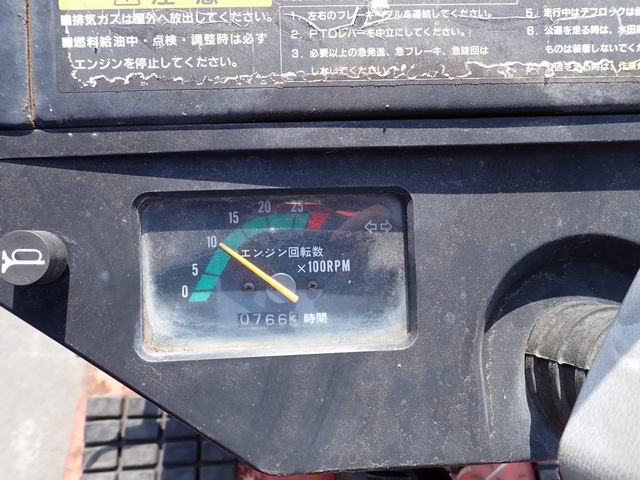 注意
■排気ガスは屋外へ放出してください。
■燃料給油中・点検・調整時は必ず
エンジンを停止してください。
1. 左右のブレーキペダルを連結してください。
2. PTOレバーを中立にしてください。
3. 必要以上の急発進、急ブレーキ、急旋回は
しないでください。
5. 走行中はデフロックは使
6. 公道を走る時は、水田
ものは装着しないでくだ
0
5
10
15
20
25
エンジン回転数
×100RPM
07663 時間